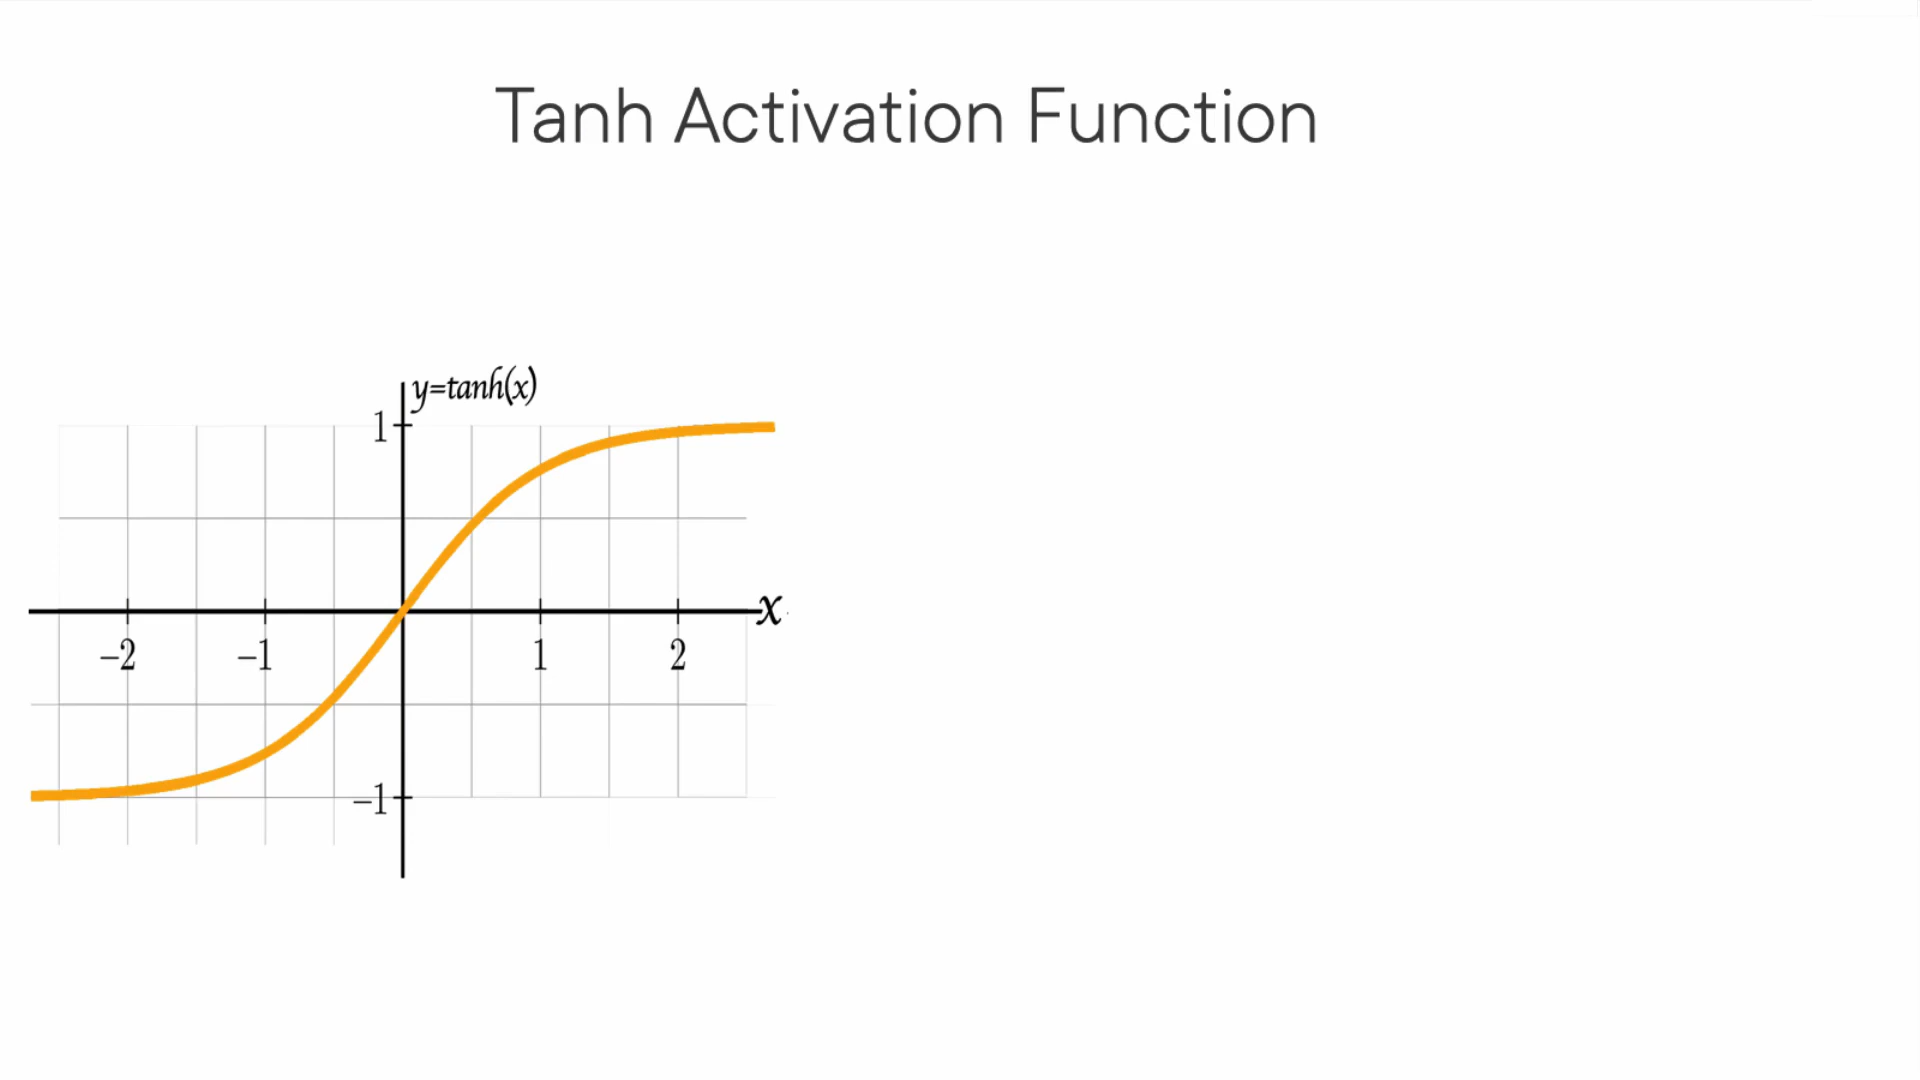 Tanh Activation Function
y=tanh(x)
1
x
−2 −1 1 2
−1